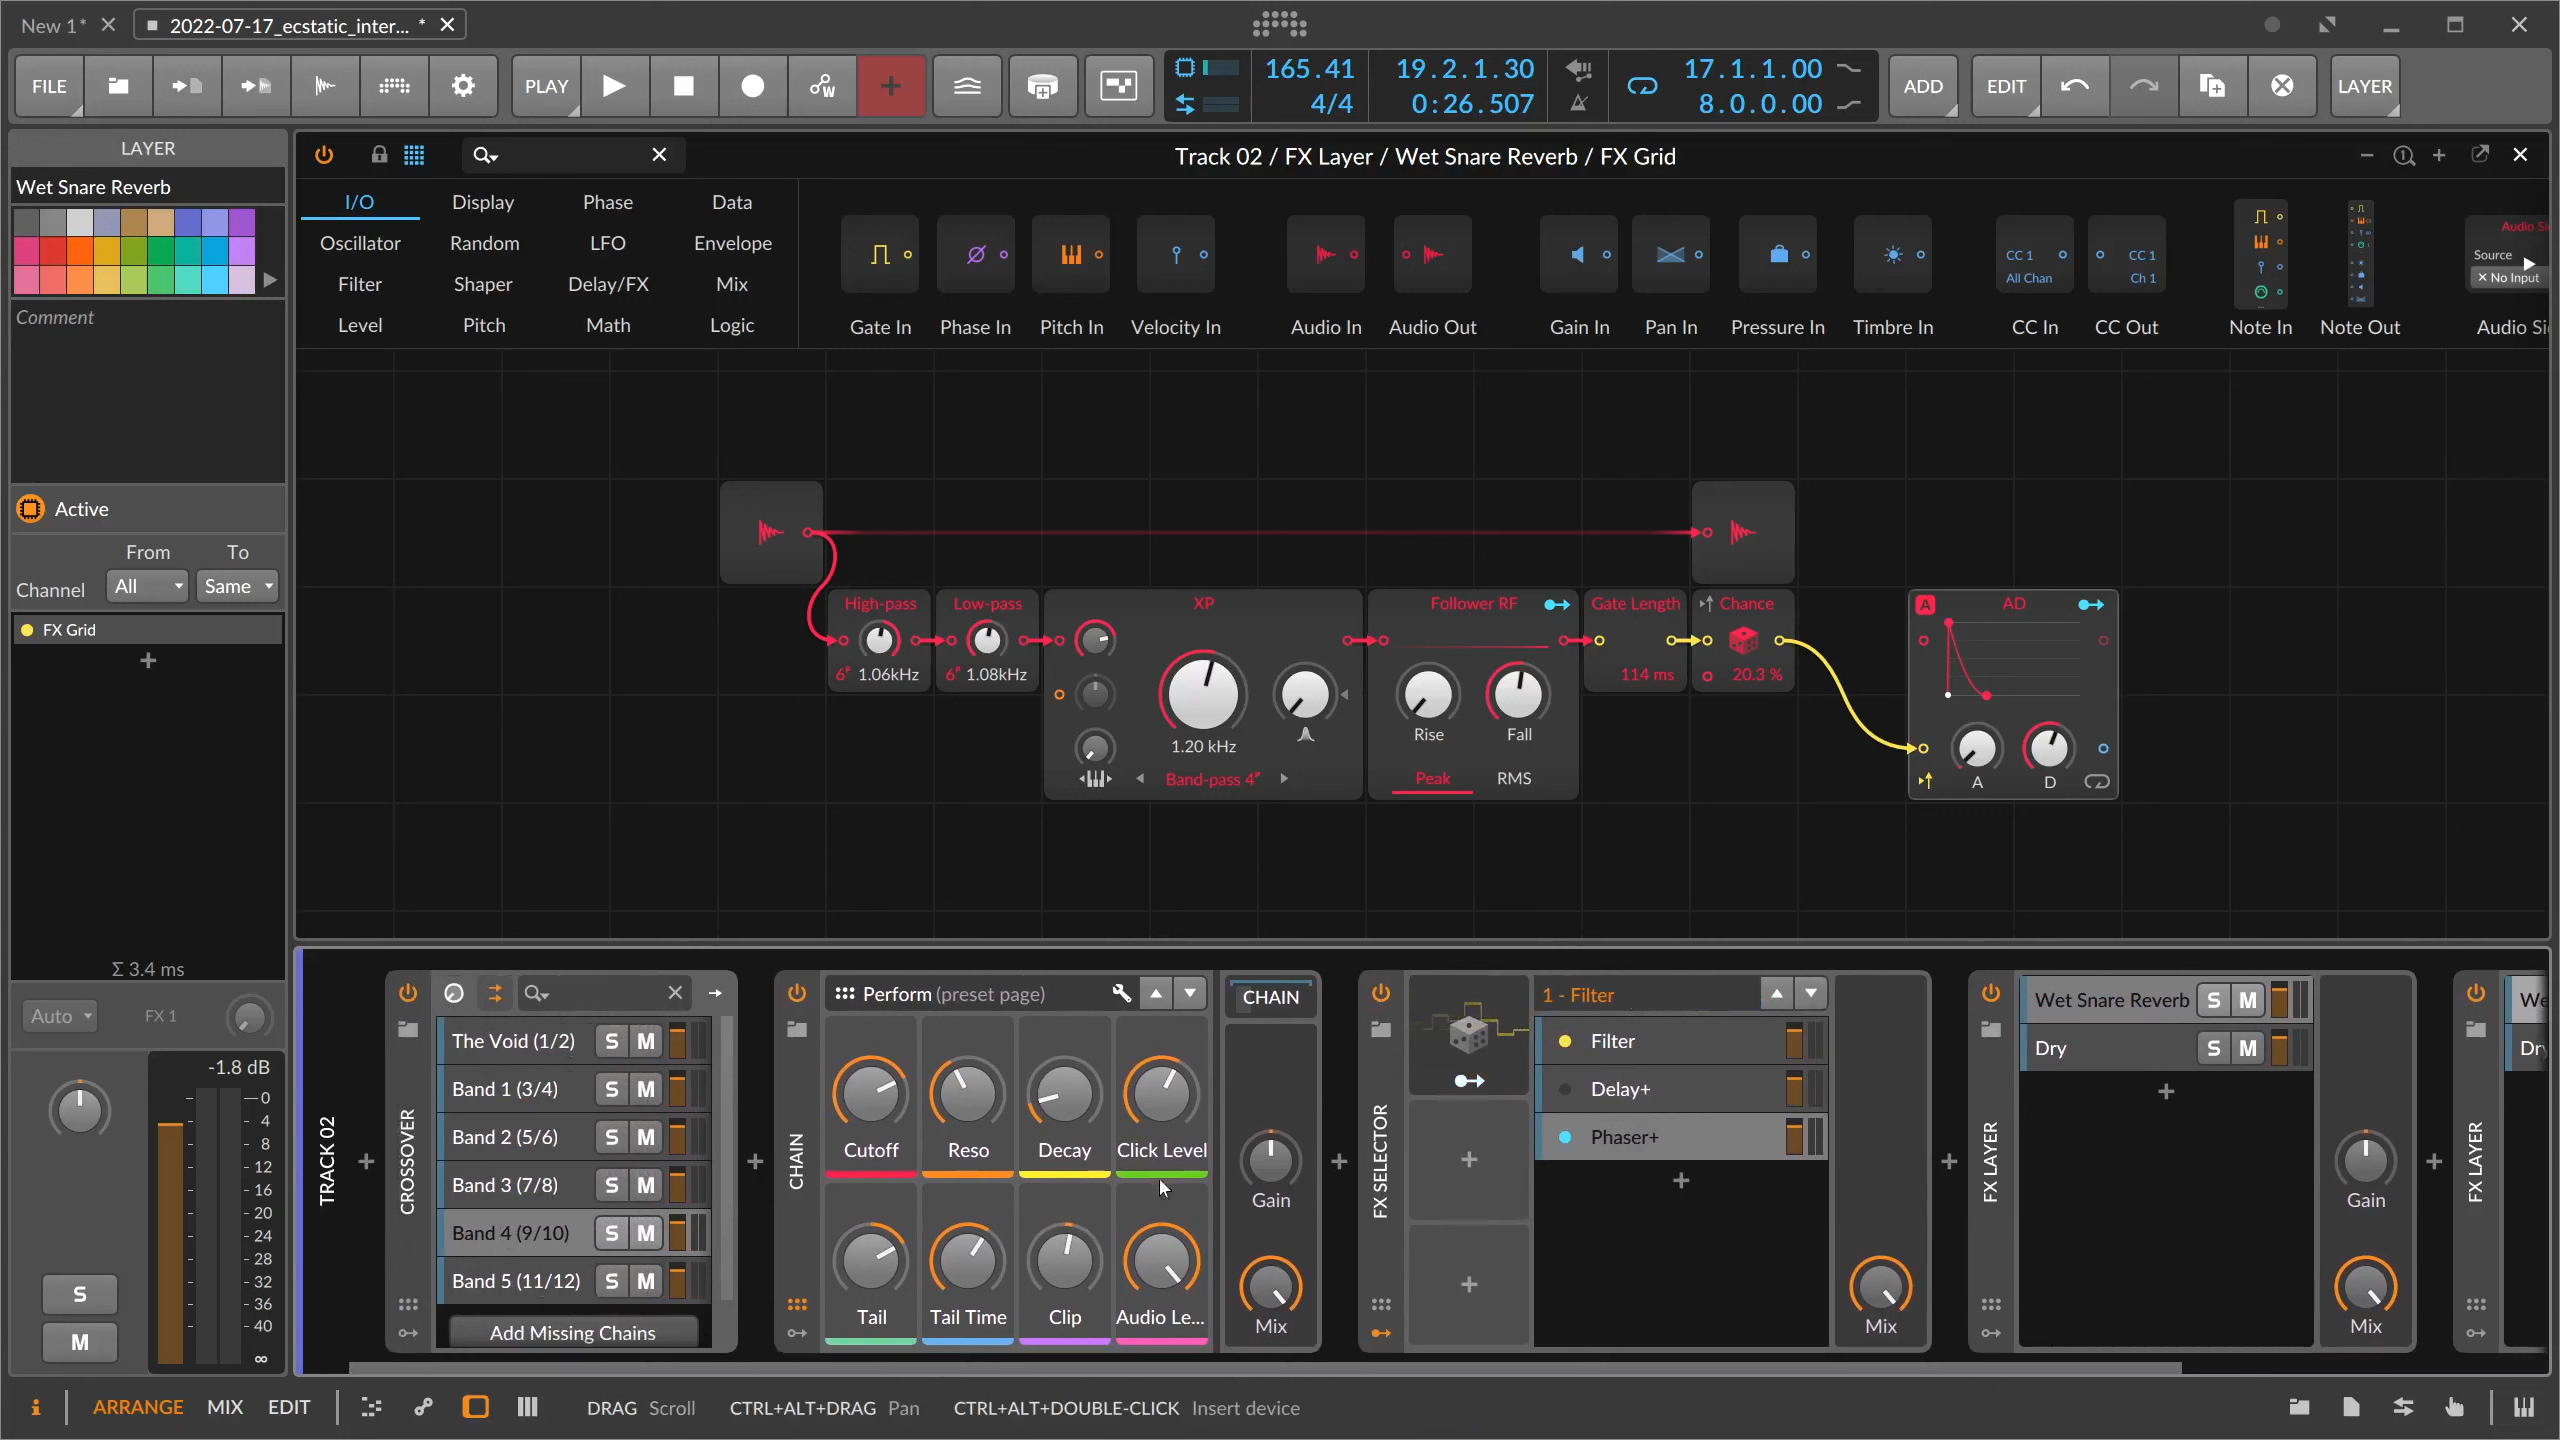 New 1*
2022-07-17_ecstatic_inter... *
FILE
PLAY
165.41
4/4
19.2.1.30
0:26.507
17.1.1.00
8.0.0.00
ADD
EDIT
LAYER
LAYER
Wet Snare Reverb
Comment
Active
From To
Channel All Same
FX Grid
Σ 3.4 ms
Auto FX 1
-1.8 dB
0
4
8
12
16
20
24
28
32
36
40
∞
S
M
Track 02 / FX Layer / Wet Snare Reverb / FX Grid
I/O Display Phase Data
Oscillator Random LFO Envelope
Filter Shaper Delay/FX Mix
Level Pitch Math Logic
Gate In Phase In Pitch In Velocity In Audio In Audio Out Gain In Pan In Pressure In Timbre In
CC 1
All Chan
CC In
CC 1
Ch 1
CC Out
Note In Note Out
Source
No Input
High-pass
1.06kHz
Low-pass
1.08kHz
XP
1.20 kHz
Band-pass 4
Follower RF
Rise Fall
Peak RMS
Gate Length
114 ms
Chance
20.3 %
A AD
A D
TRACK 02
CROSSOVER
The Void (1/2) S M
Band 1 (3/4) S M
Band 2 (5/6) S M
Band 3 (7/8) S M
Band 4 (9/10) S M
Band 5 (11/12) S M
Add Missing Chains
CHAIN
Perform (preset page)
Cutoff Reso Decay Click Level
Tail Tail Time Clip Audio Le...
CHAIN
Gain
Mix
FX SELECTOR
1 - Filter
Filter
Delay+
Phaser+
Mix
FX LAYER
Wet Snare Reverb S M
Dry S M
Gain
Mix
FX LAYER
ARRANGE MIX EDIT
DRAG Scroll CTRL+ALT+DRAG Pan CTRL+ALT+DOUBLE-CLICK Insert device